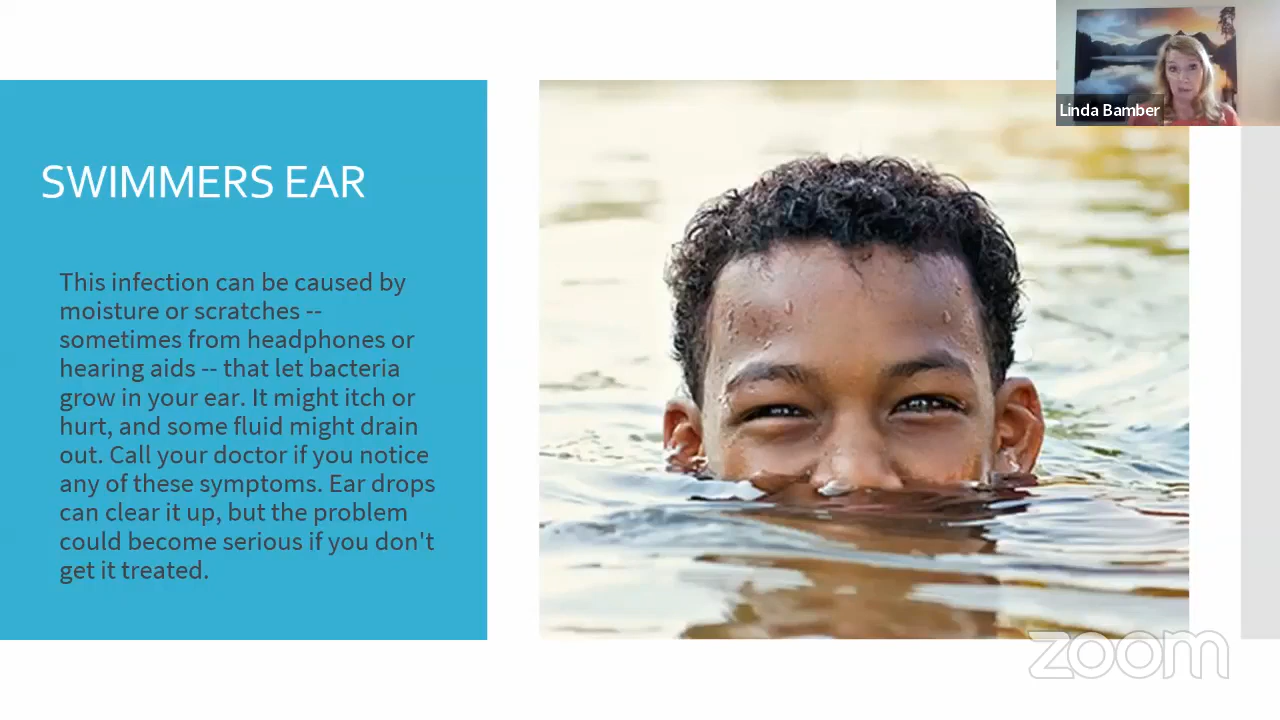 Linda Bamber
SWIMMERS EAR
This infection can be caused by
moisture or scratches --
sometimes from headphones or
hearing aids -- that let bacteria
grow in your ear. It might itch or
hurt, and some fluid might drain
out. Call your doctor if you notice
any of these symptoms. Ear drops
can clear it up, but the problem
could become serious if you don't
get it treated.
zoom